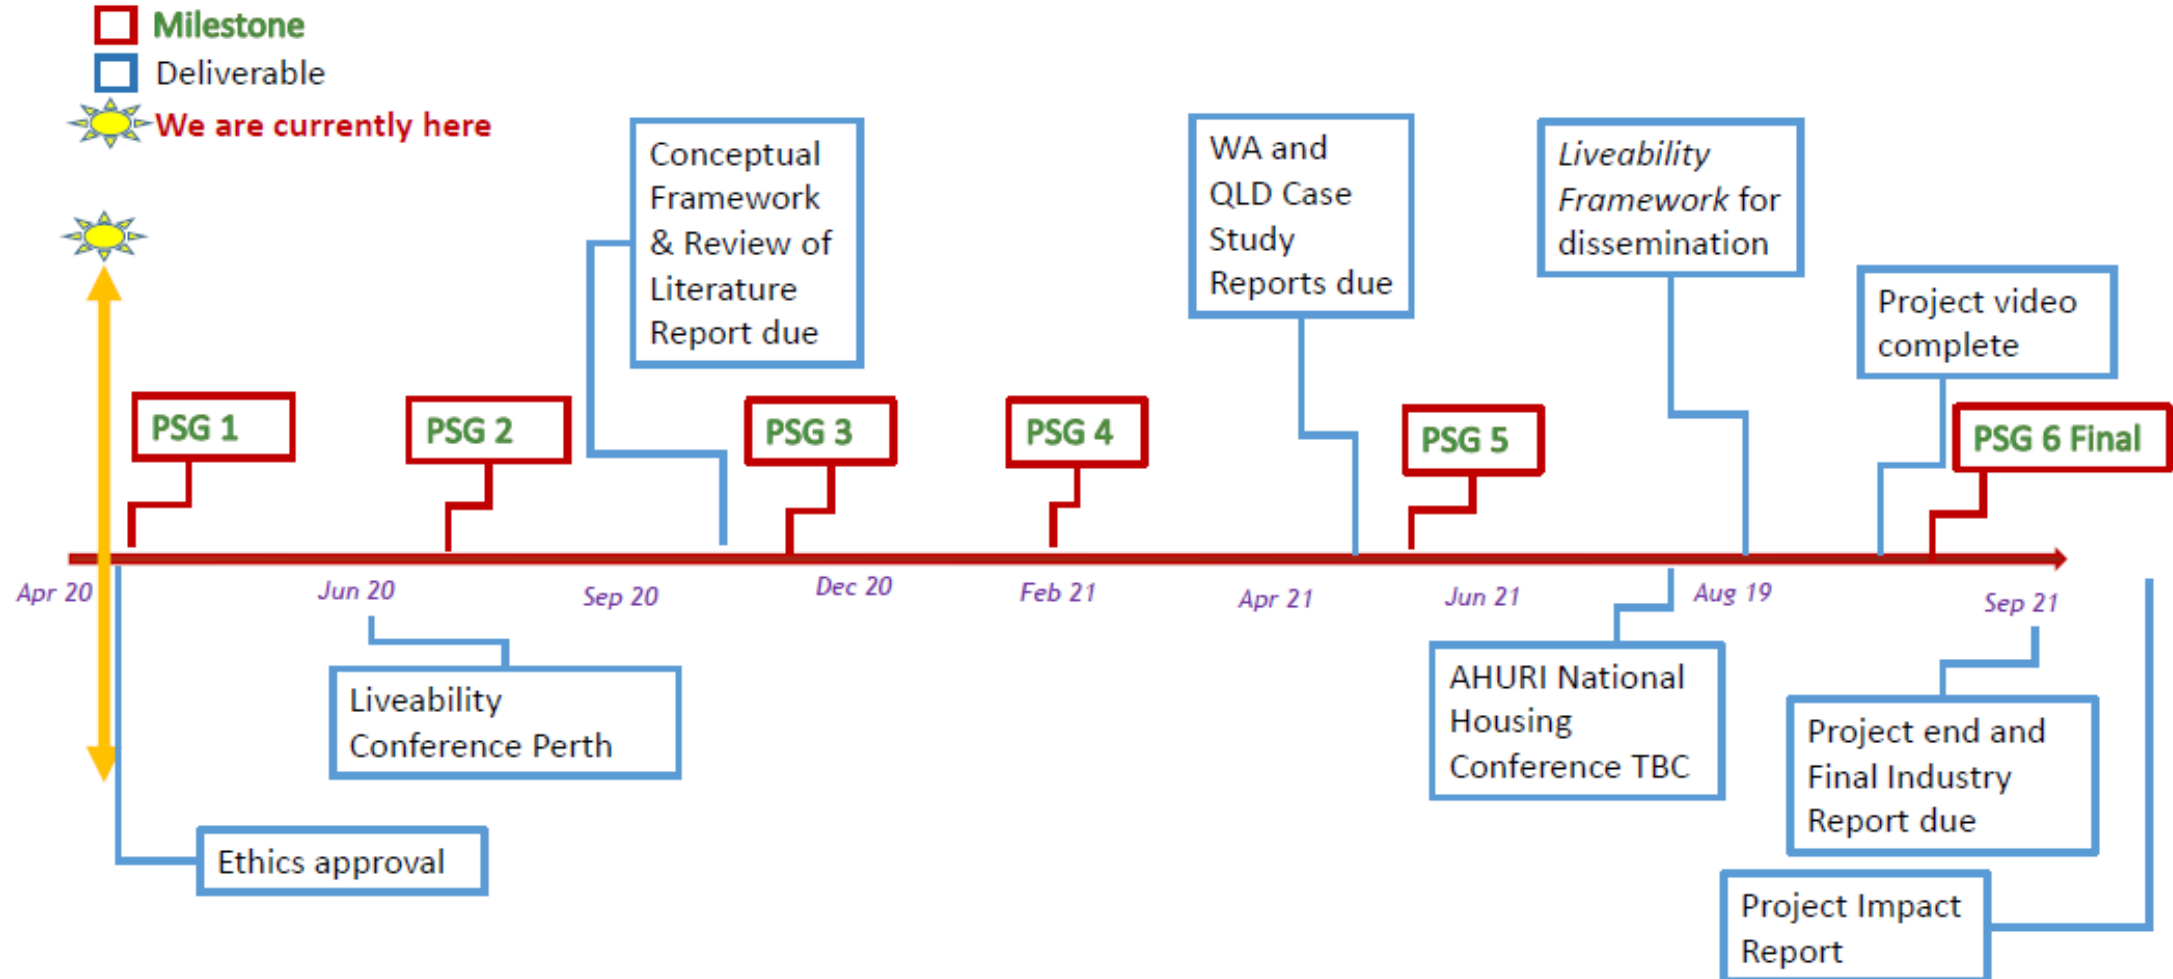 Milestone
Deliverable
We are currently here
Conceptual
Framework
& Review of
Literature
Report due
WA and
QLD Case
Study
Reports due
Liveability
Framework for
dissemination
Project video
complete
PSG 1
PSG 2
PSG 3
PSG 4
PSG 5
PSG 6 Final
Apr 20
Jun 20
Sep 20
Dec 20
Feb 21
Apr 21
Jun 21
Aug 19
Sep 21
Liveability
Conference Perth
AHURI National
Housing
Conference TBC
Project end and
Final Industry
Report due
Ethics approval
Project Impact
Report